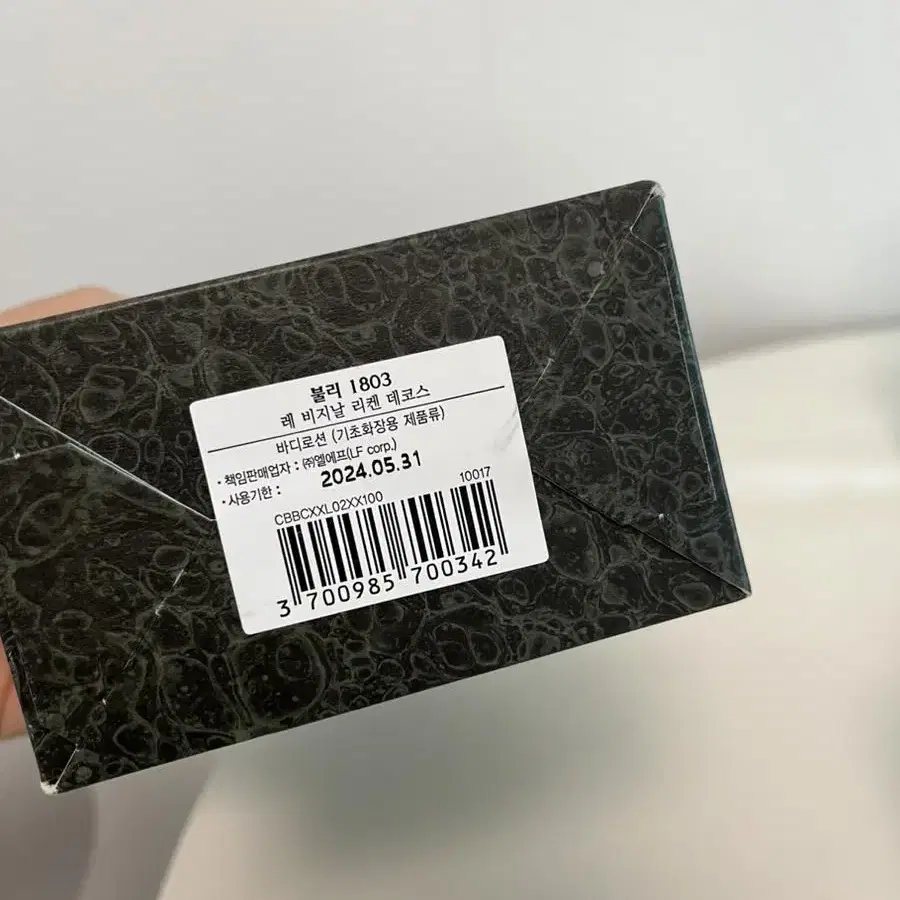 불리 1803
레 비지날 리켄 데코스
바디로션 (기초화장용 제품류)
· 책임판매업자 : ㈜엘에프(LF corp.)
· 사용기한 : 2024.05.31
CBBCXXL02XX100 10017
3 700985 700342